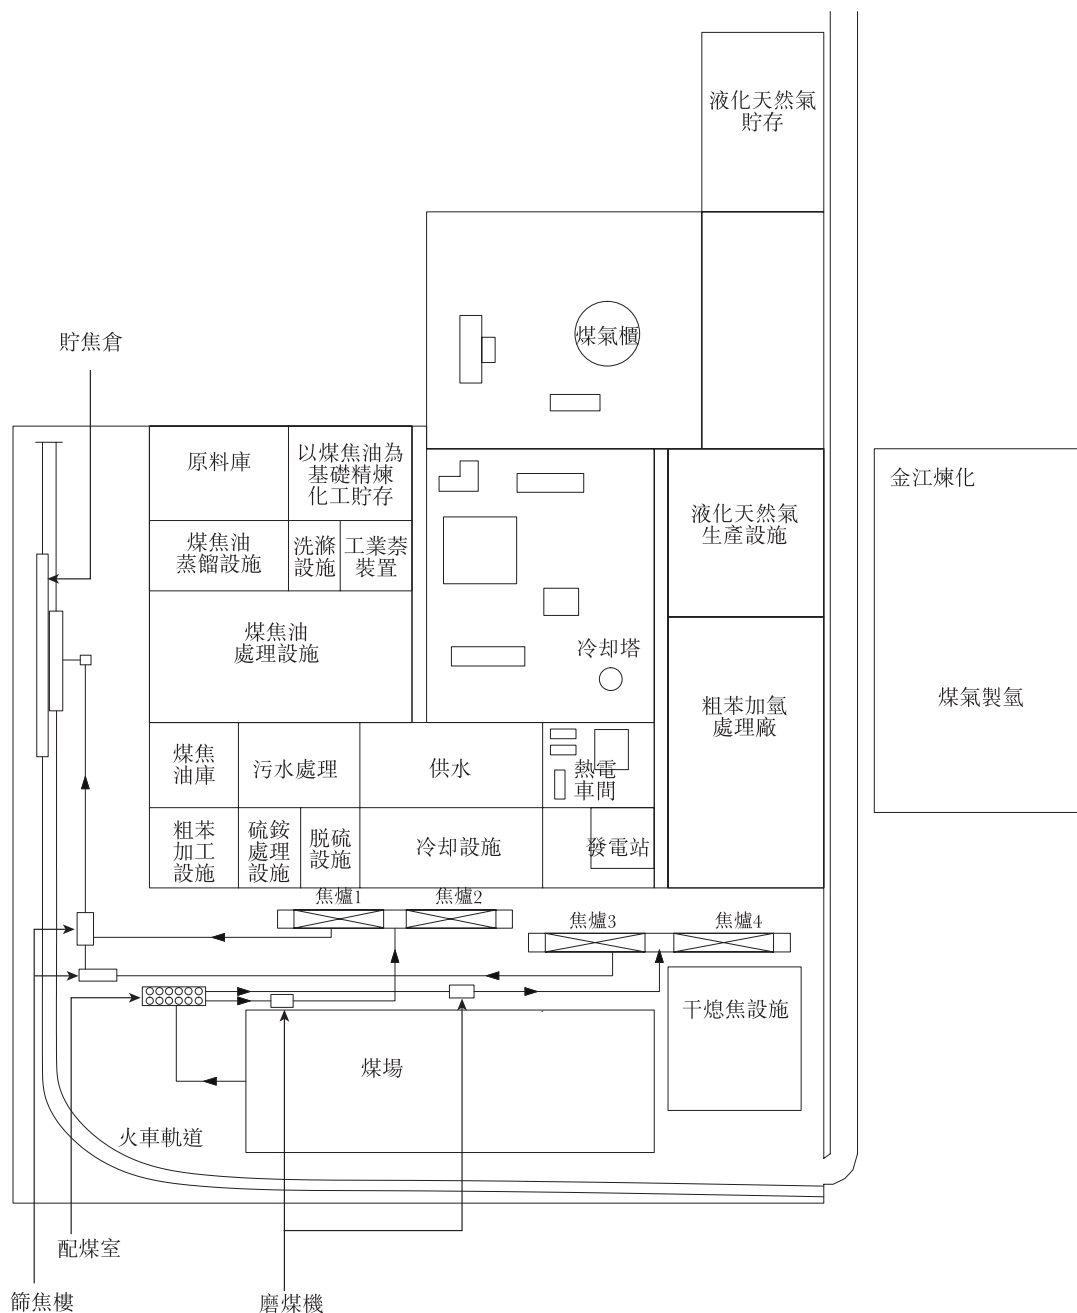 液化天然氣
貯存
煤氣櫃
貯焦倉
原料庫
以煤焦油為
基礎精煉
化工貯存
金江煉化
液化天然氣
生產設施
煤焦油
蒸餾設施
洗滌
設施
工業萘
裝置
煤焦油
處理設施
冷却塔
煤氣製氫
粗苯加氫
處理廠
煤焦
油庫
污水處理
供水
熱電
車間
粗苯
加工
設施
硫銨
處理
設施
脱硫
設施
冷却設施
發電站
焦爐1
焦爐2
焦爐3
焦爐4
干熄焦設施
煤場
火車軌道
配煤室
篩焦樓
磨煤機